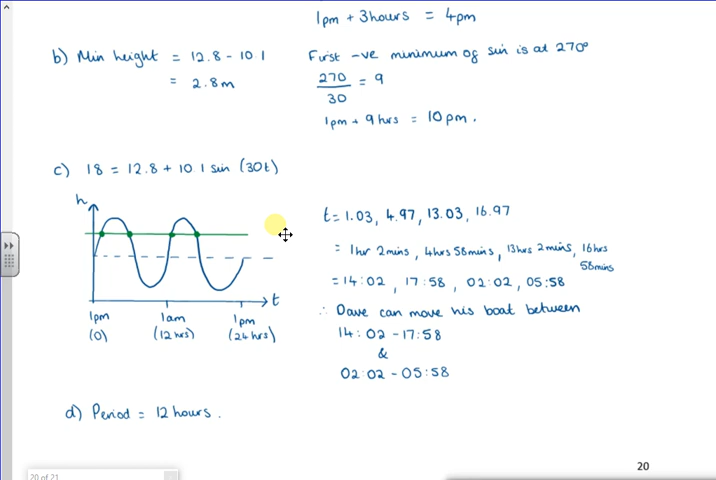 1pm + 3hours = 4pm
b) Min height = 12.8 - 10 1
= 2.8m
First -ve minimum of sin is at 270°
270
30
= 9
1pm + 9 hrs = 10pm.
c) 18 = 12.8 + 10 1 sin (30t)
h
t
1pm
(0)
1am
(12 hrs)
1pm
(24 hrs)
t = 1.03, 4.97, 13.03, 16.97
= 1hr 2mins, 4hrs 58mins, 13hrs 2mins, 16hrs
58mins
= 14:02, 17:58, 02:02, 05:58
∴ Dave can move his boat between
14:02 - 17:58
&
02:02 - 05:58
d) Period = 12 hours.
20
20 of 21